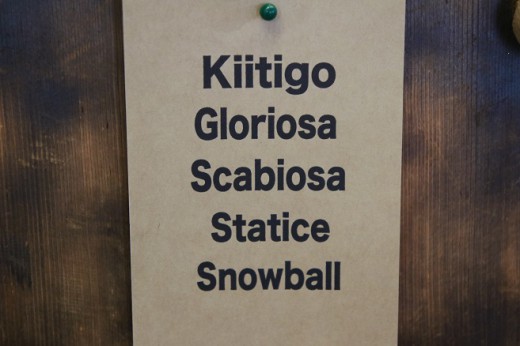 Kiitigo
Gloriosa
Scabiosa
Statice
Snowball